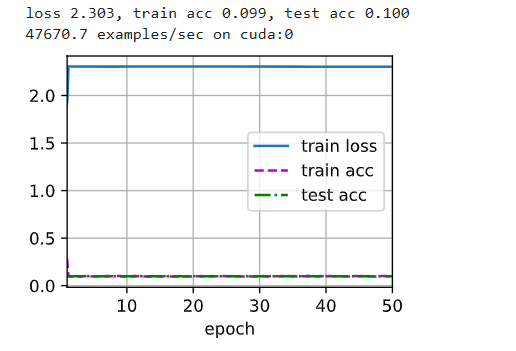 loss 2.303, train acc 0.099, test acc 0.100
47670.7 examples/sec on cuda:0
2.0
1.5
1.0
0.5
0.0
train loss
train acc
test acc
10 20 30 40 50
epoch